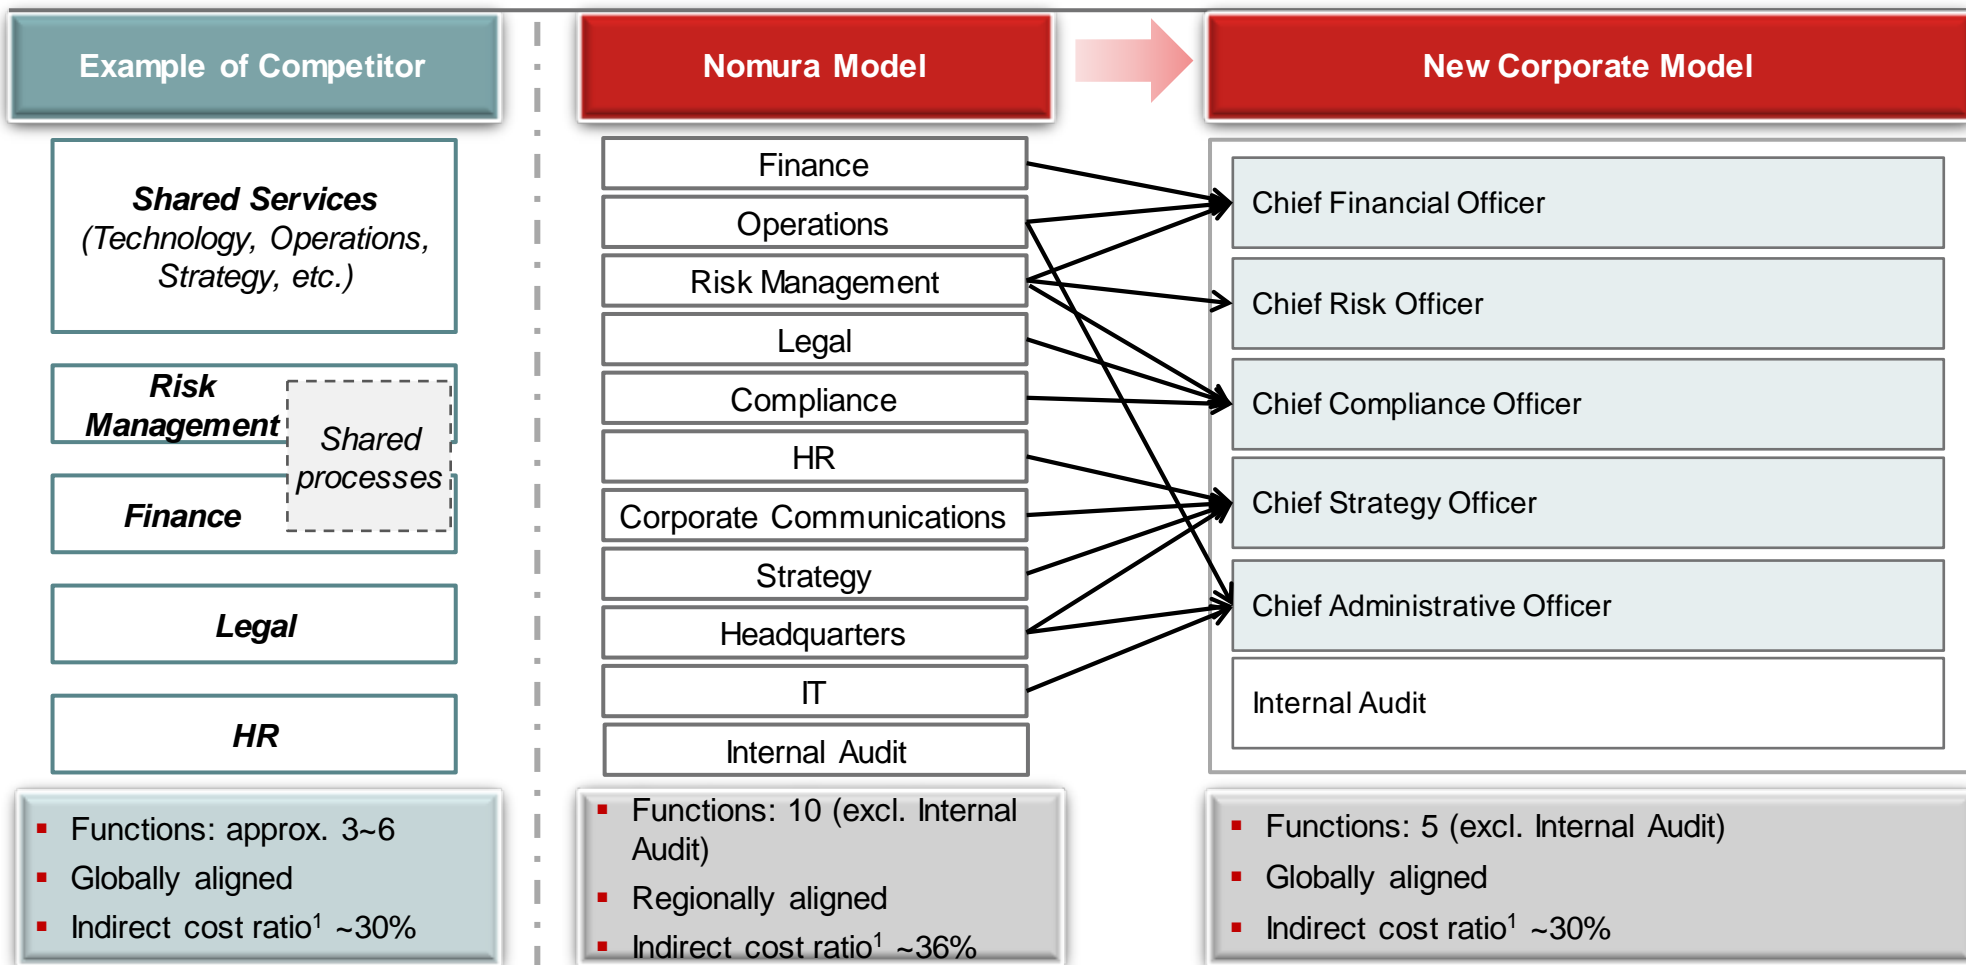 Example of Competitor
Shared Services
(Technology, Operations,
Strategy, etc.)
Risk
Management
Shared
processes
Finance
Legal
HR
▪ Functions: approx. 3~6
▪ Globally aligned
▪ Indirect cost ratio¹ ~30%
Nomura Model
Finance
Operations
Risk Management
Legal
Compliance
HR
Corporate Communications
Strategy
Headquarters
IT
Internal Audit
▪ Functions: 10 (excl. Internal
Audit)
▪ Regionally aligned
▪ Indirect cost ratio¹ ~36%
New Corporate Model
Chief Financial Officer
Chief Risk Officer
Chief Compliance Officer
Chief Strategy Officer
Chief Administrative Officer
Internal Audit
▪ Functions: 5 (excl. Internal Audit)
▪ Globally aligned
▪ Indirect cost ratio¹ ~30%